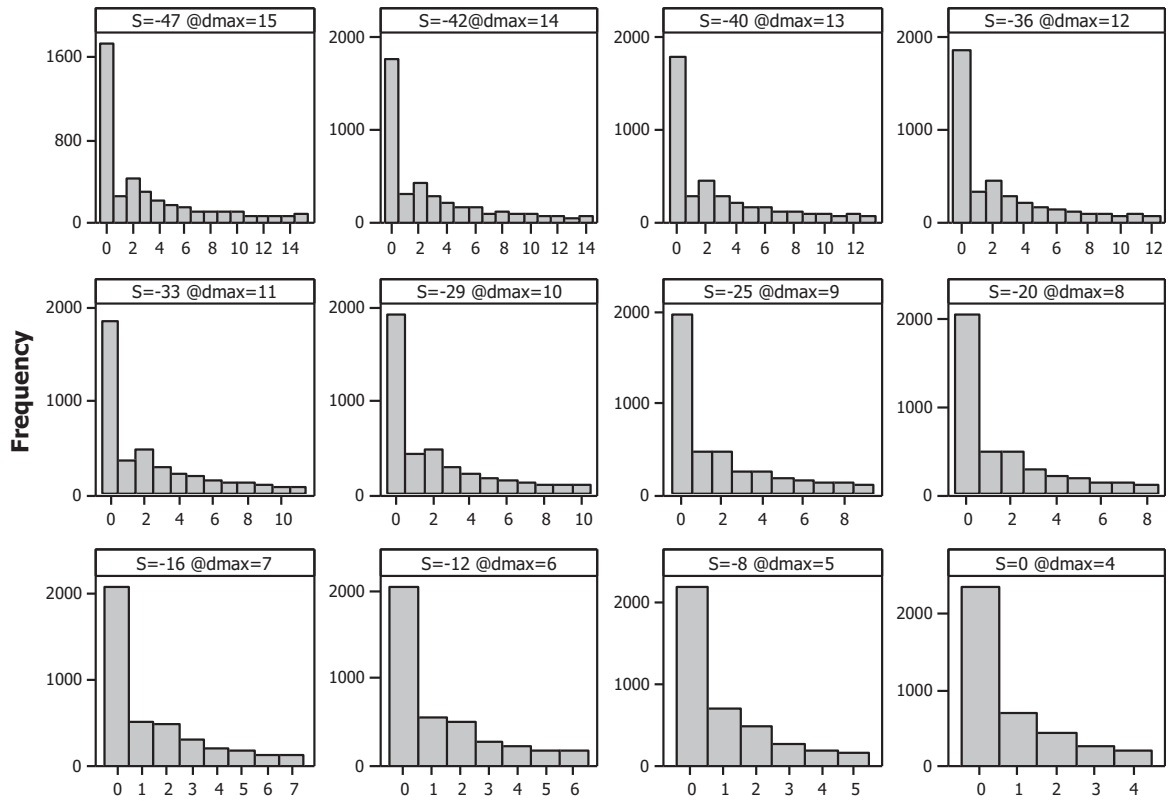 S=-47 @dmax=15
S=-42@dmax=14
S=-40 @dmax=13
S=-36 @dmax=12
1600
800
0
2000
1000
0
2000
1000
0
2000
1000
0
0 2 4 6 8 10 12 14
0 2 4 6 8 10 12 14
0 2 4 6 8 10 12
0 2 4 6 8 10 12
Frequency
S=-33 @dmax=11
S=-29 @dmax=10
S=-25 @dmax=9
S=-20 @dmax=8
2000
1000
0
2000
1000
0
2000
1000
0
2000
1000
0
0 2 4 6 8 10
0 2 4 6 8 10
0 2 4 6 8
0 2 4 6 8
S=-16 @dmax=7
S=-12 @dmax=6
S=-8 @dmax=5
S=0 @dmax=4
2000
1000
0
2000
1000
0
2000
1000
0
2000
1000
0
0 1 2 3 4 5 6 7
0 1 2 3 4 5 6
0 1 2 3 4 5
0 1 2 3 4